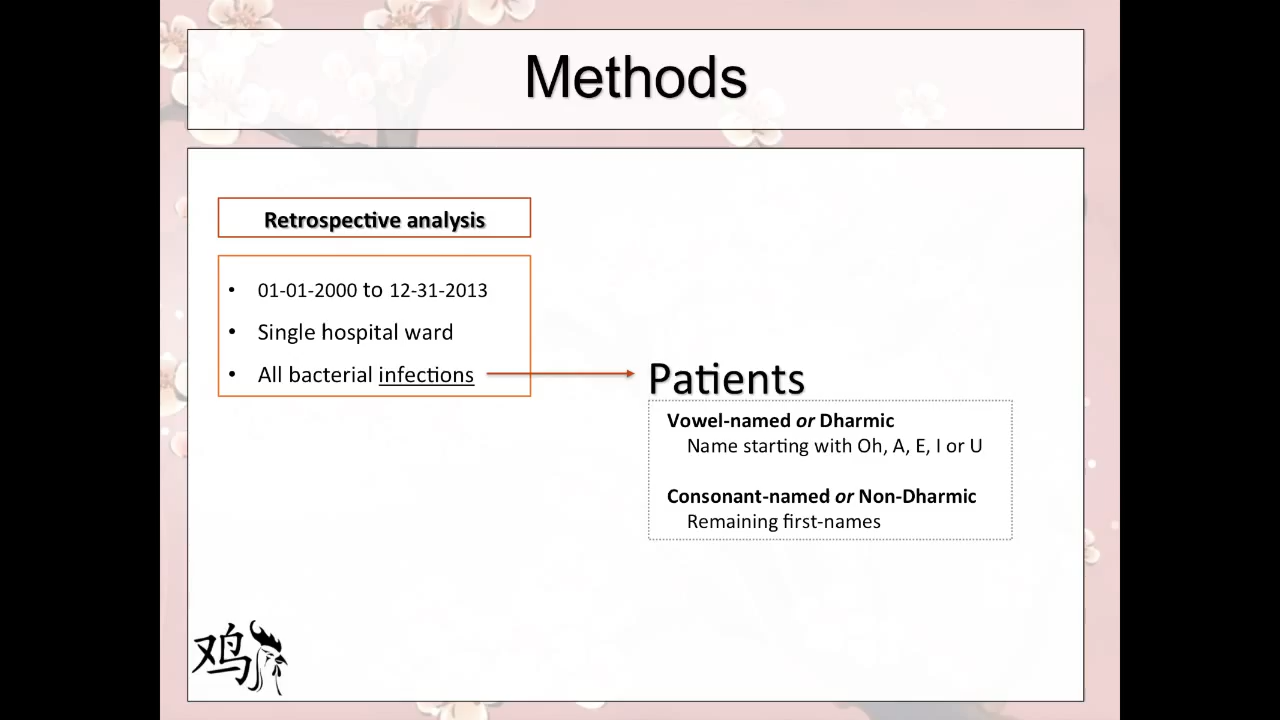 Methods
Retrospective analysis
• 01-01-2000 to 12-31-2013
• Single hospital ward
• All bacterial infections
Patients
Vowel-named or Dharmic
Name starting with Oh, A, E, I or U
Consonant-named or Non-Dharmic
Remaining first-names
鸡